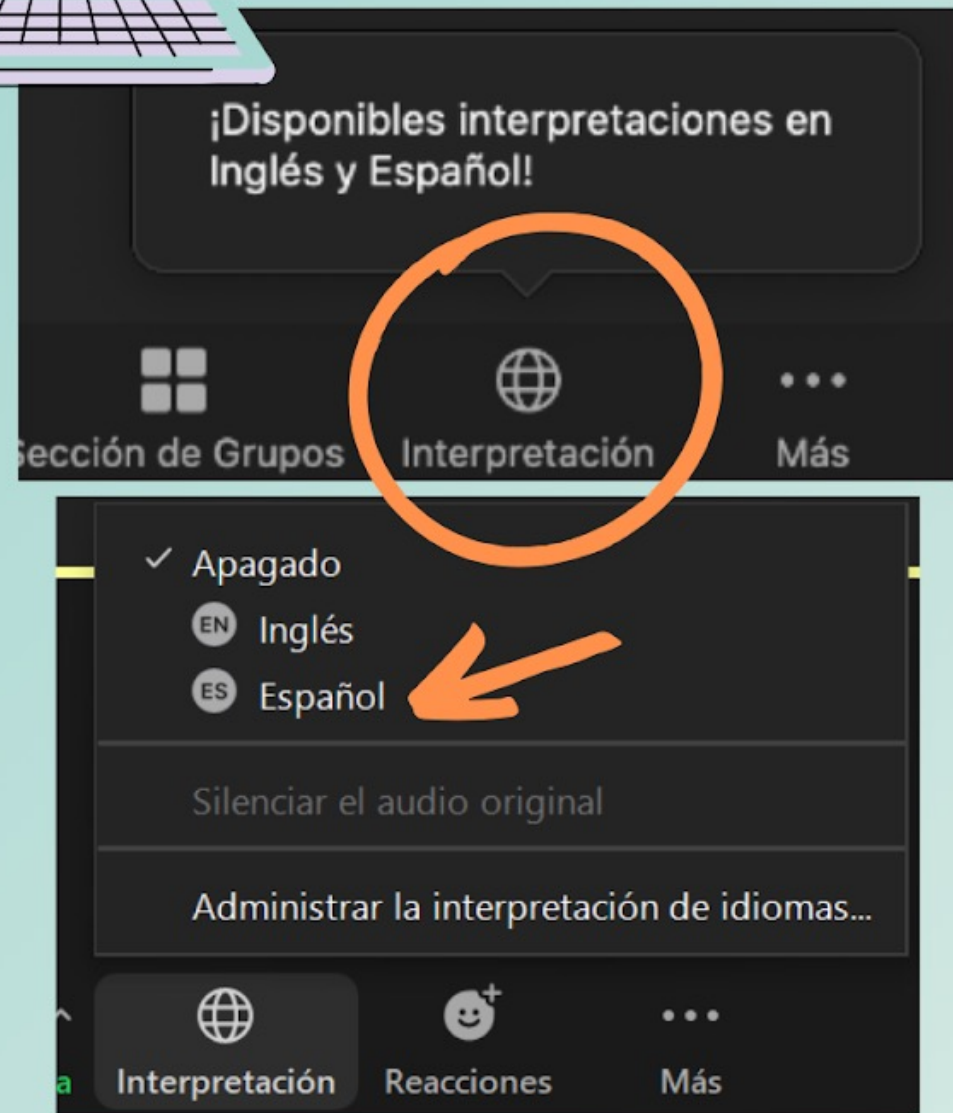 ¡Disponibles interpretaciones en
Inglés y Español!
Sección de Grupos Interpretación Más
Apagado
EN Inglés
ES Español
Silenciar el audio original
Administrar la interpretación de idiomas...
a Interpretación Reacciones Más